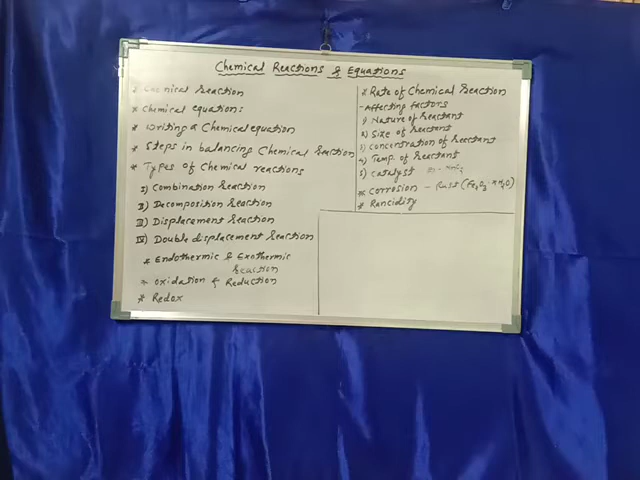 Chemical Reactions & Equations
* Chemical Reaction
* Chemical equations
* Writing a Chemical equation
* Steps in balancing Chemical Reaction
* Types of Chemical reactions
I) Combination Reaction
II) Decomposition Reaction
III) Displacement Reaction
IV) Double displacement Reaction
* Endothermic & Exothermic
Reaction
* Oxidation & Reduction
* Redox
* Rate of Chemical Reaction
- Affecting factors
1) Nature of Reactant
2) Size of Reactant
3) Concentration of Reactant
4) Temp. of Reactant
5) Catalyst
* Corrosion - Rust (Fe2O3 xH2O)
* Rancidity